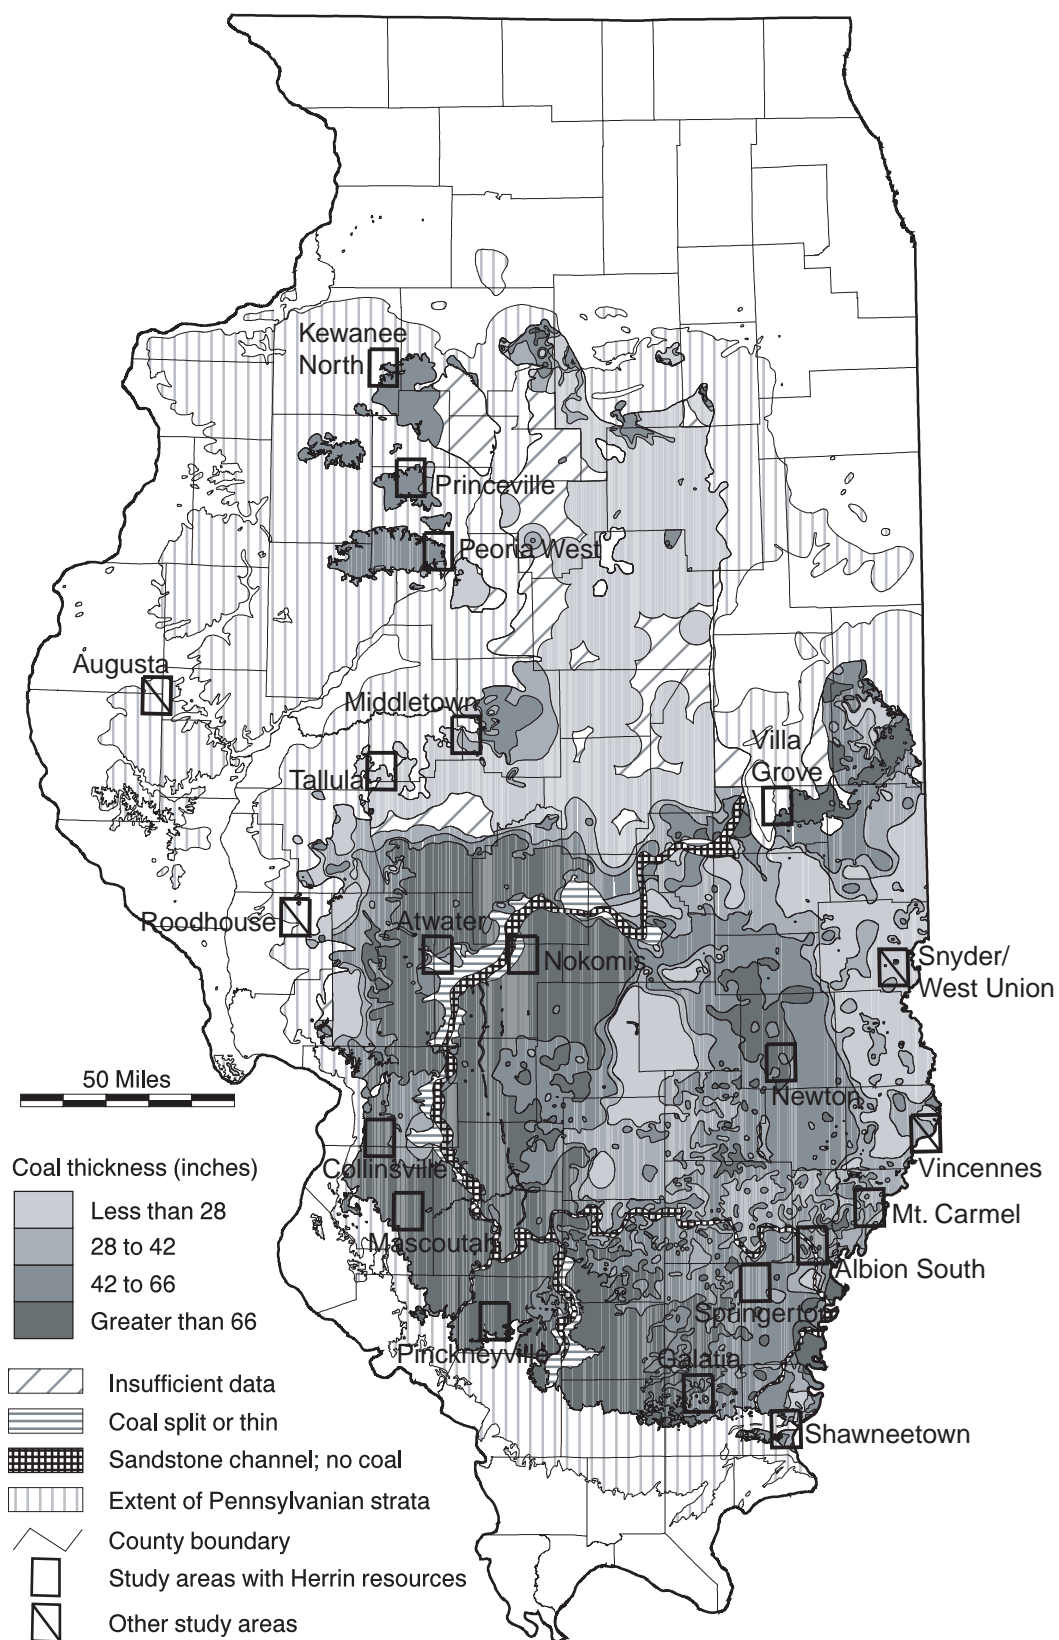 Kewanee
North
Princeville
Peoria West
Augusta
Middletown
Villa
Grove
Tallula
Roodhouse
Atwater
Nokomis
Snyder/
West Union
50 Miles
Newton
Vincennes
Coal thickness (inches)
Collinsville
Less than 28
Mt. Carmel
28 to 42
Mascoutah
Albion South
42 to 66
Springerton
Greater than 66
Pinckneyville
Galatia
Insufficient data
Coal split or thin
Shawneetown
Sandstone channel; no coal
Extent of Pennsylvanian strata
County boundary
Study areas with Herrin resources
Other study areas